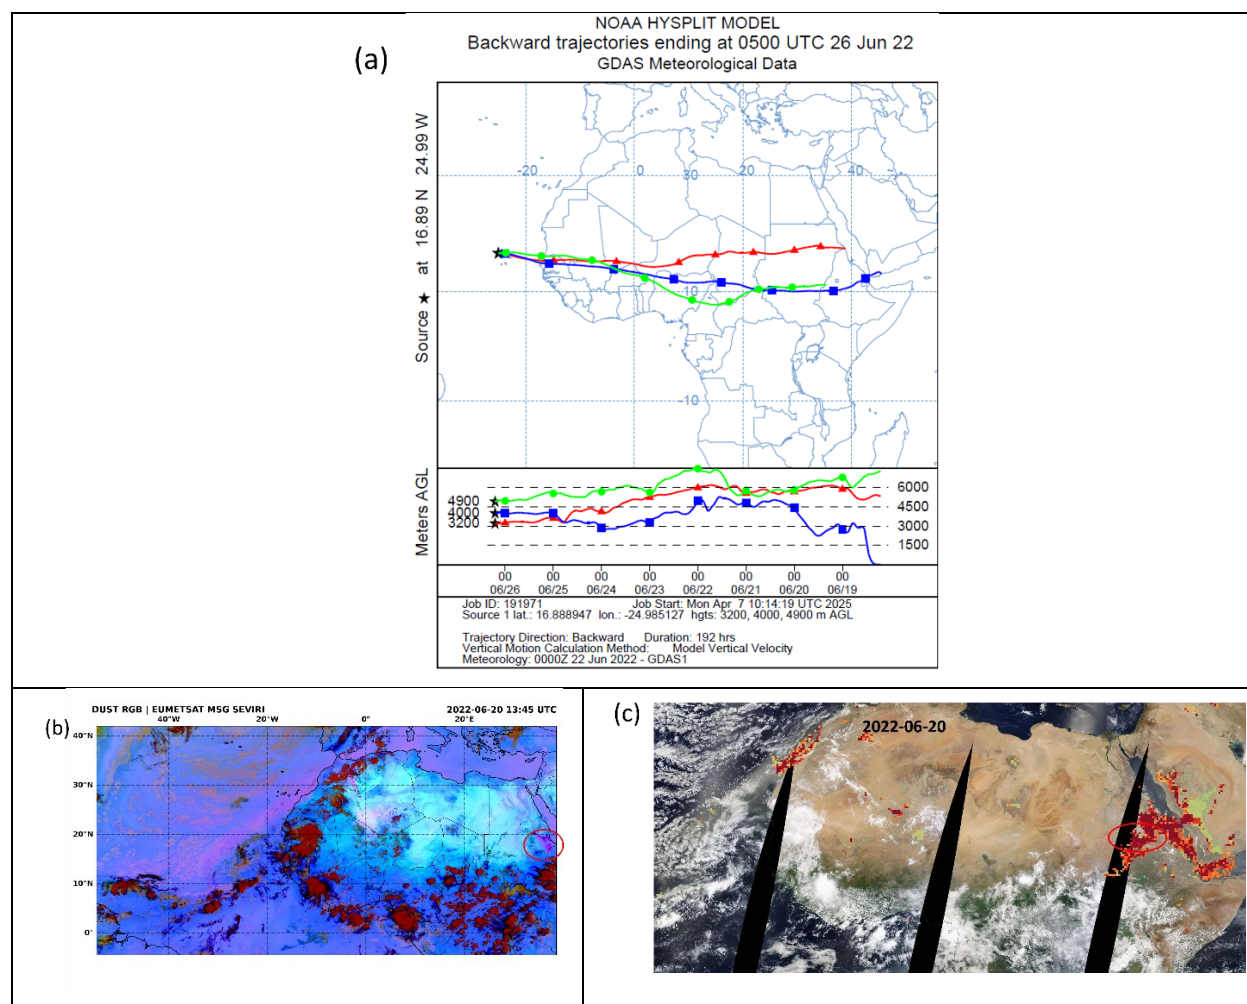 NOAA HYSPLIT MODEL
Backward trajectories ending at 0500 UTC 26 Jun 22
GDAS Meteorological Data
(a)
Source ★ at 16.89 N 24.99 W
-20
0
30
20
40
10
-10
Meters AGL
4900
4000
3200
6000
4500
3000
1500
00 00 00 00 00 00 00 00
06/26 06/25 06/24 06/23 06/22 06/21 06/20 06/19
Job ID: 191971 Job Start: Mon Apr 7 10:14:19 UTC 2025
Source 1 lat.: 16.888947 lon.: -24.985127 hgts: 3200, 4000, 4900 m AGL
Trajectory Direction: Backward Duration: 192 hrs
Vertical Motion Calculation Method: Model Vertical Velocity
Meteorology: 0000Z 22 Jun 2022 - GDAS1
(b)
DUST RGB | EUMETSAT MSG SEVIRI 2022-06-20 13:45 UTC
40°W 20°W 0° 20°E
40°N
30°N
20°N
10°N
0°
(c)
2022-06-20